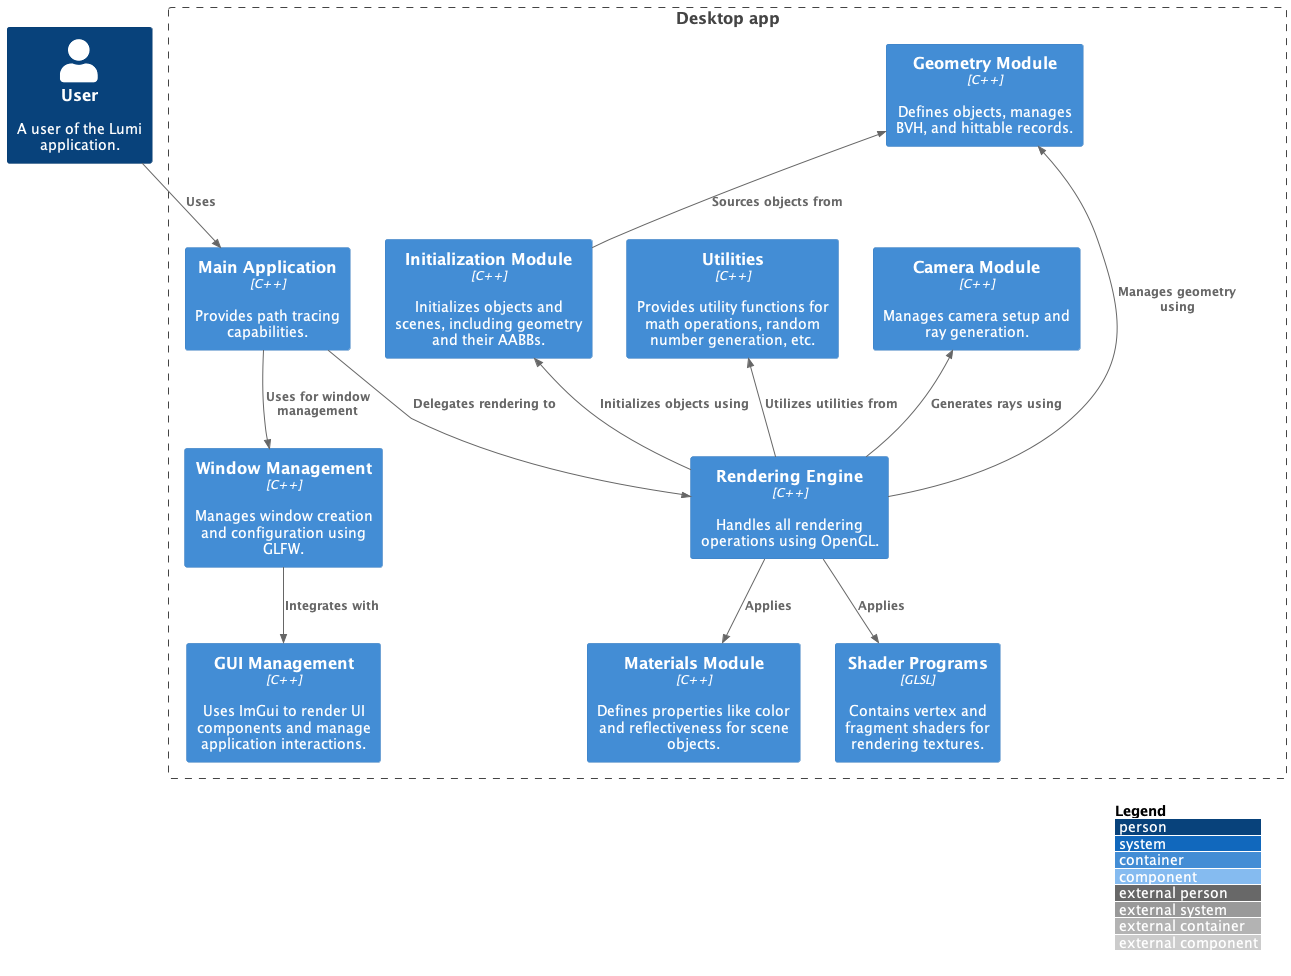 Desktop app
User
A user of the Lumi
application.
Geometry Module
[C++]
Defines objects, manages
BVH, and hittable records.
Uses
Sources objects from
Main Application
[C++]
Provides path tracing
capabilities.
Initialization Module
[C++]
Initializes objects and
scenes, including geometry
and their AABBs.
Utilities
[C++]
Provides utility functions for
math operations, random
number generation, etc.
Camera Module
[C++]
Manages camera setup and
ray generation.
Manages geometry
using
Uses for window
management
Delegates rendering to
Initializes objects using
Utilizes utilities from
Generates rays using
Window Management
[C++]
Manages window creation
and configuration using
GLFW.
Rendering Engine
[C++]
Handles all rendering
operations using OpenGL.
Integrates with
Applies
Applies
GUI Management
[C++]
Uses ImGui to render UI
components and manage
application interactions.
Materials Module
[C++]
Defines properties like color
and reflectiveness for scene
objects.
Shader Programs
[GLSL]
Contains vertex and
fragment shaders for
rendering textures.
Legend
person
system
container
component
external person
external system
external container
external component